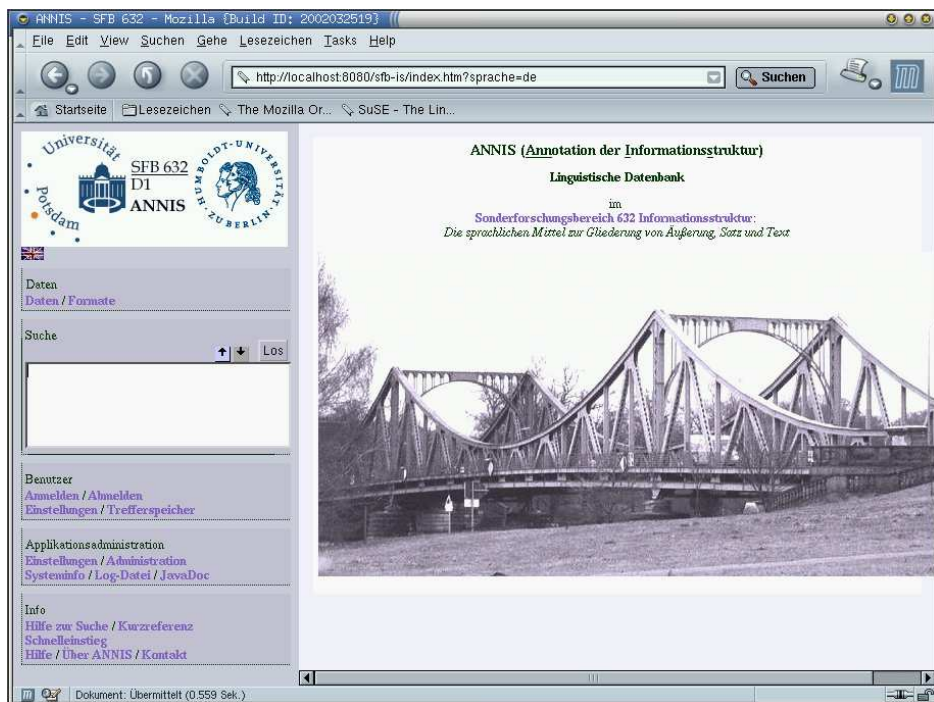 ANNIS - SFB 632 - Mozilla {Build ID: 2002032519}
File Edit View Suchen Gehe Lesezeichen Tasks Help
http://localhost:8080/sfb-is/index.htm?sprache=de
Suchen
Startseite Lesezeichen The Mozilla Or... SuSE - The Lin...
Universität Potsdam
SFB 632
D1
ANNIS
HUMBOLDT-UNIVERSITÄT ZU BERLIN
Daten
Daten / Formate
Suche
Los
Benutzer
Anmelden / Abmelden
Einstellungen / Trefferspeicher
Applikationsadministration
Einstellungen / Administration
Systeminfo / Log-Datei / JavaDoc
Info
Hilfe zur Suche / Kurzreferenz
Schnelleinstieg
Hilfe / Über ANNIS / Kontakt
ANNIS (Annotation der Informationsstruktur)
Linguistische Datenbank
im
Sonderforschungsbereich 632 Informationsstruktur:
Die sprachlichen Mittel zur Gliederung von Äußerung, Satz und Text
Dokument: Übermittelt (0.559 Sek.)